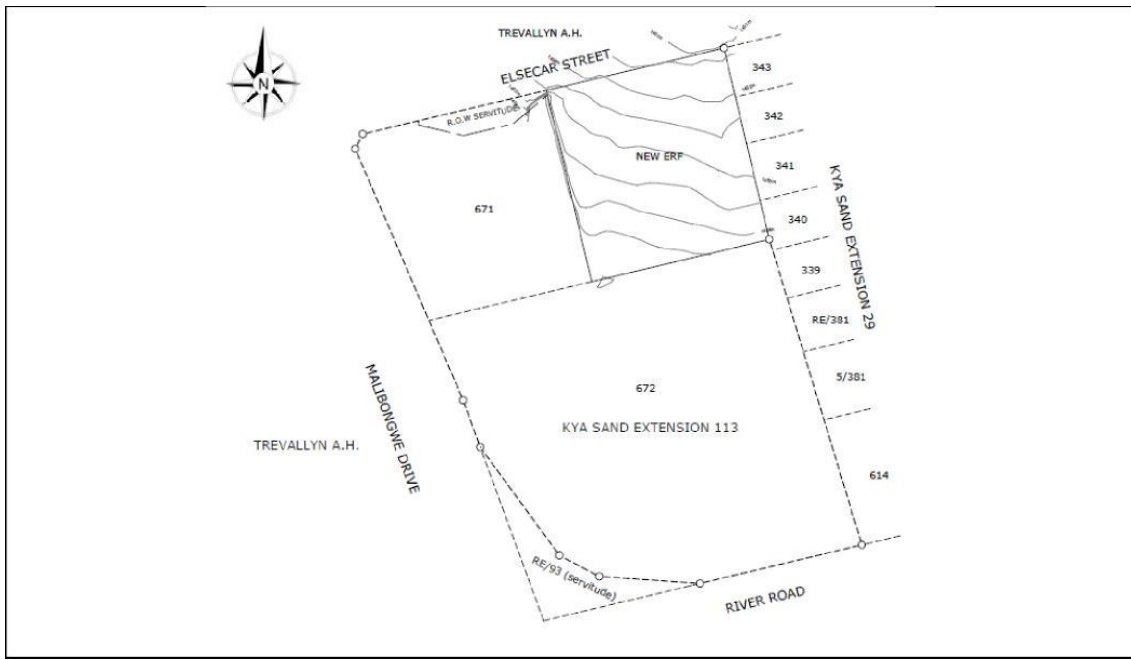 TREVALLYN A.H.
ELSECAR STREET
343
R.O.W SERVITUDE
N
342
NEW ERF
341
671
340
KYA SAND EXTENSION 29
339
RE/381
5/381
672
MALIBONGWE DRIVE
KYA SAND EXTENSION 113
TREVALLYN A.H.
614
RE/93 (servitude)
RIVER ROAD